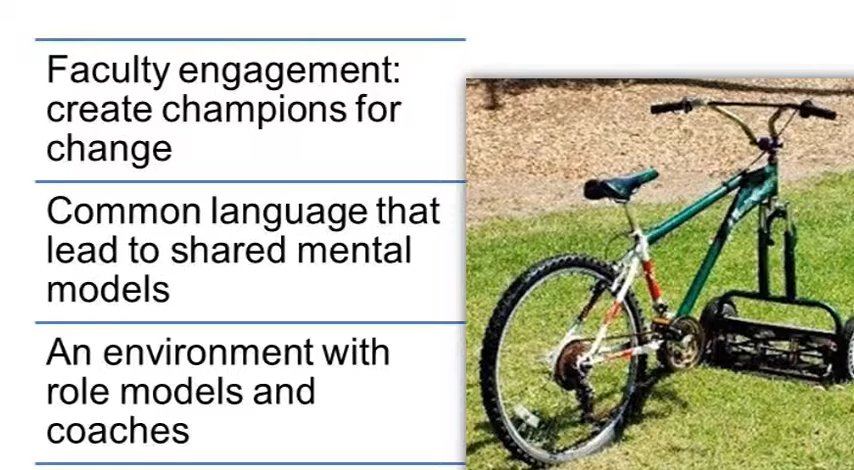 Faculty engagement:
create champions for
change
Common language that
lead to shared mental
models
An environment with
role models and
coaches